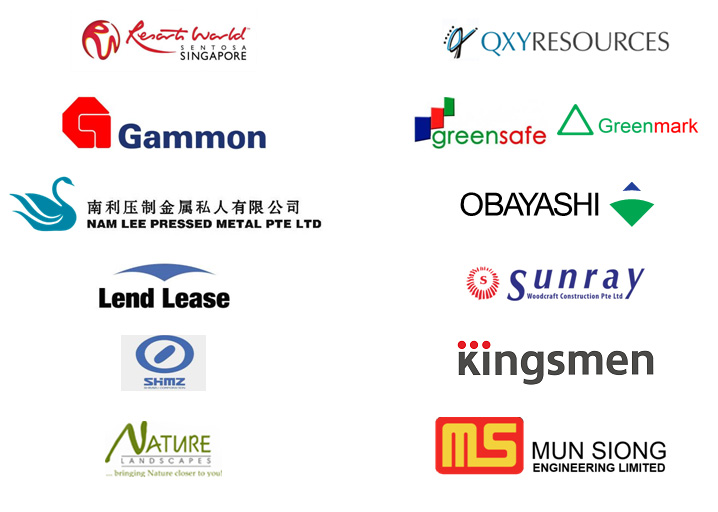 Resorts World™
SENTOSA
SINGAPORE
QXYRESOURCES
Gammon
greensafe
Greenmark
南利压制金属私人有限公司
NAM LEE PRESSED METAL PTE LTD
OBAYASHI
Lend Lease
S
Sunray
Woodcraft Construction Pte Ltd
SHMZ
Kingsmen
NATURE
LANDSCAPES
... bringing Nature closer to you!
MS
MUN SIONG
ENGINEERING LIMITED